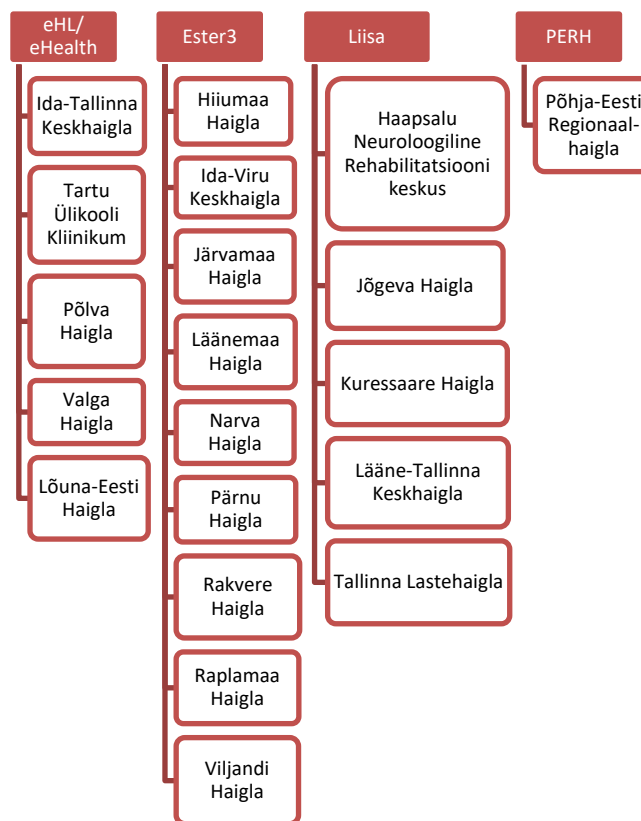 eHL/
eHealth
Ida-Tallinna
Keskhaigla
Tartu
Ülikooli
Kliinikum
Põlva
Haigla
Valga
Haigla
Lõuna-Eesti
Haigla
Ester3
Hiiumaa
Haigla
Ida-Viru
Keskhaigla
Järvamaa
Haigla
Läänemaa
Haigla
Narva
Haigla
Pärnu
Haigla
Rakvere
Haigla
Raplamaa
Haigla
Viljandi
Haigla
Liisa
Haapsalu
Neuroloogiline
Rehabilitatsiooni
keskus
Jõgeva Haigla
Kuressaare Haigla
Lääne-Tallinna
Keskhaigla
Tallinna Lastehaigla
PERH
Põhja-Eesti
Regionaal-
haigla